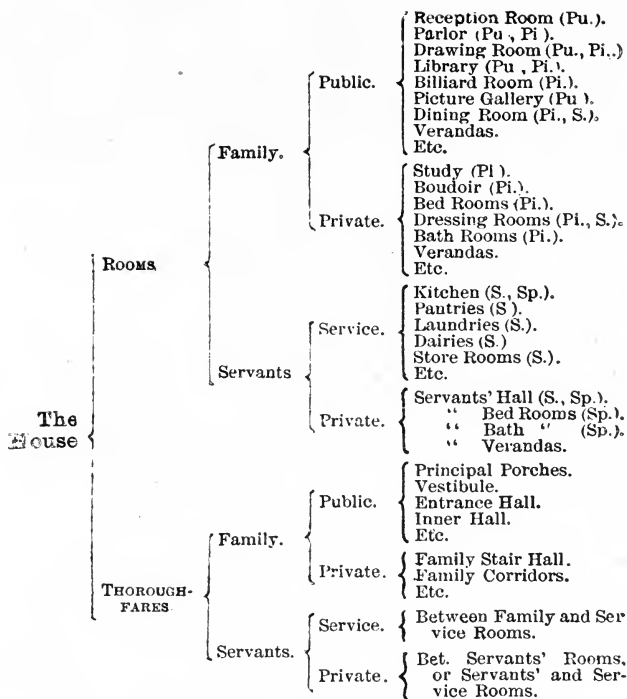 Reception Room (Pu.).
Parlor (Pu , Pi ).
Drawing Room (Pu., Pi..)
Library (Pu , Pi.).
Public.
Billiard Room (Pi.).
Picture Gallery (Pu ).
Dining Room (Pi., S.).
Verandas.
Etc.
Family.
Study (Pi ).
Boudoir (Pi.).
Bed Rooms (Pi.).
Private.
Dressing Rooms (Pi., S.).
Bath Rooms (Pi.).
Verandas.
Etc.
ROOMS
Kitchen (S., Sp.).
Pantries (S ).
Service.
Laundries (S.).
Dairies (S.)
Store Rooms (S.).
Etc.
Servants
Servants' Hall (S., Sp.).
Private.
“ Bed Rooms (Sp.).
“ Bath “ (Sp.).
“ Verandas.
The
House
Principal Porches.
Public.
Vestibule.
Entrance Hall.
Inner Hall.
Etc.
Family.
Private.
Family Stair Hall.
Family Corridors.
Etc.
THOROUGH-
FARES
Service.
Between Family and Ser
vice Rooms.
Servants.
Private.
Bet. Servants' Rooms,
or Servants' and Ser-
vice Rooms.